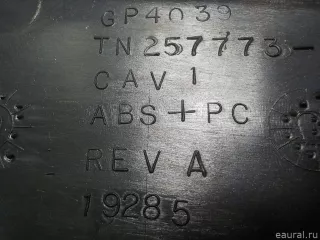 GP4039
TN257773-
CAV 1
ABS+PC
REV A
19285
eaural.ru